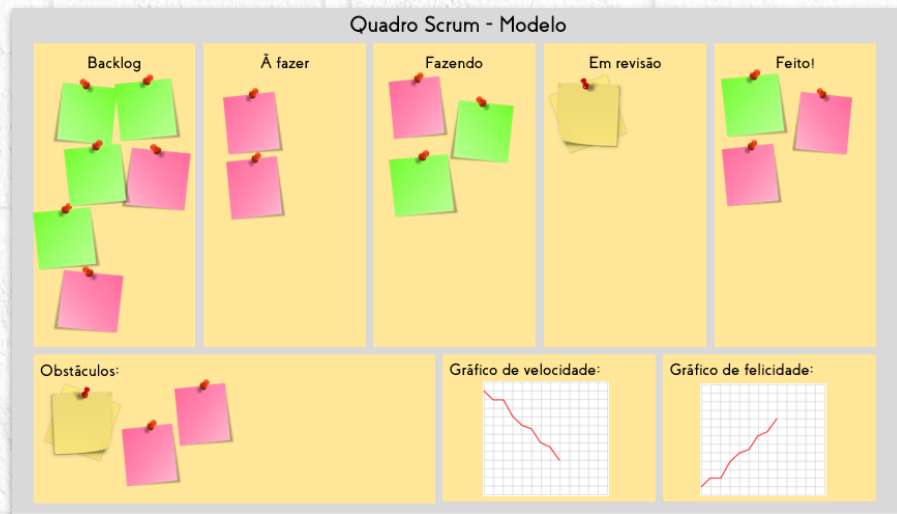 Quadro Scrum - Modelo
Backlog
Ã fazer
Fazendo
Em revisão
Feito!
Obstáculos:
Gráfico de velocidade:
Gráfico de felicidade: